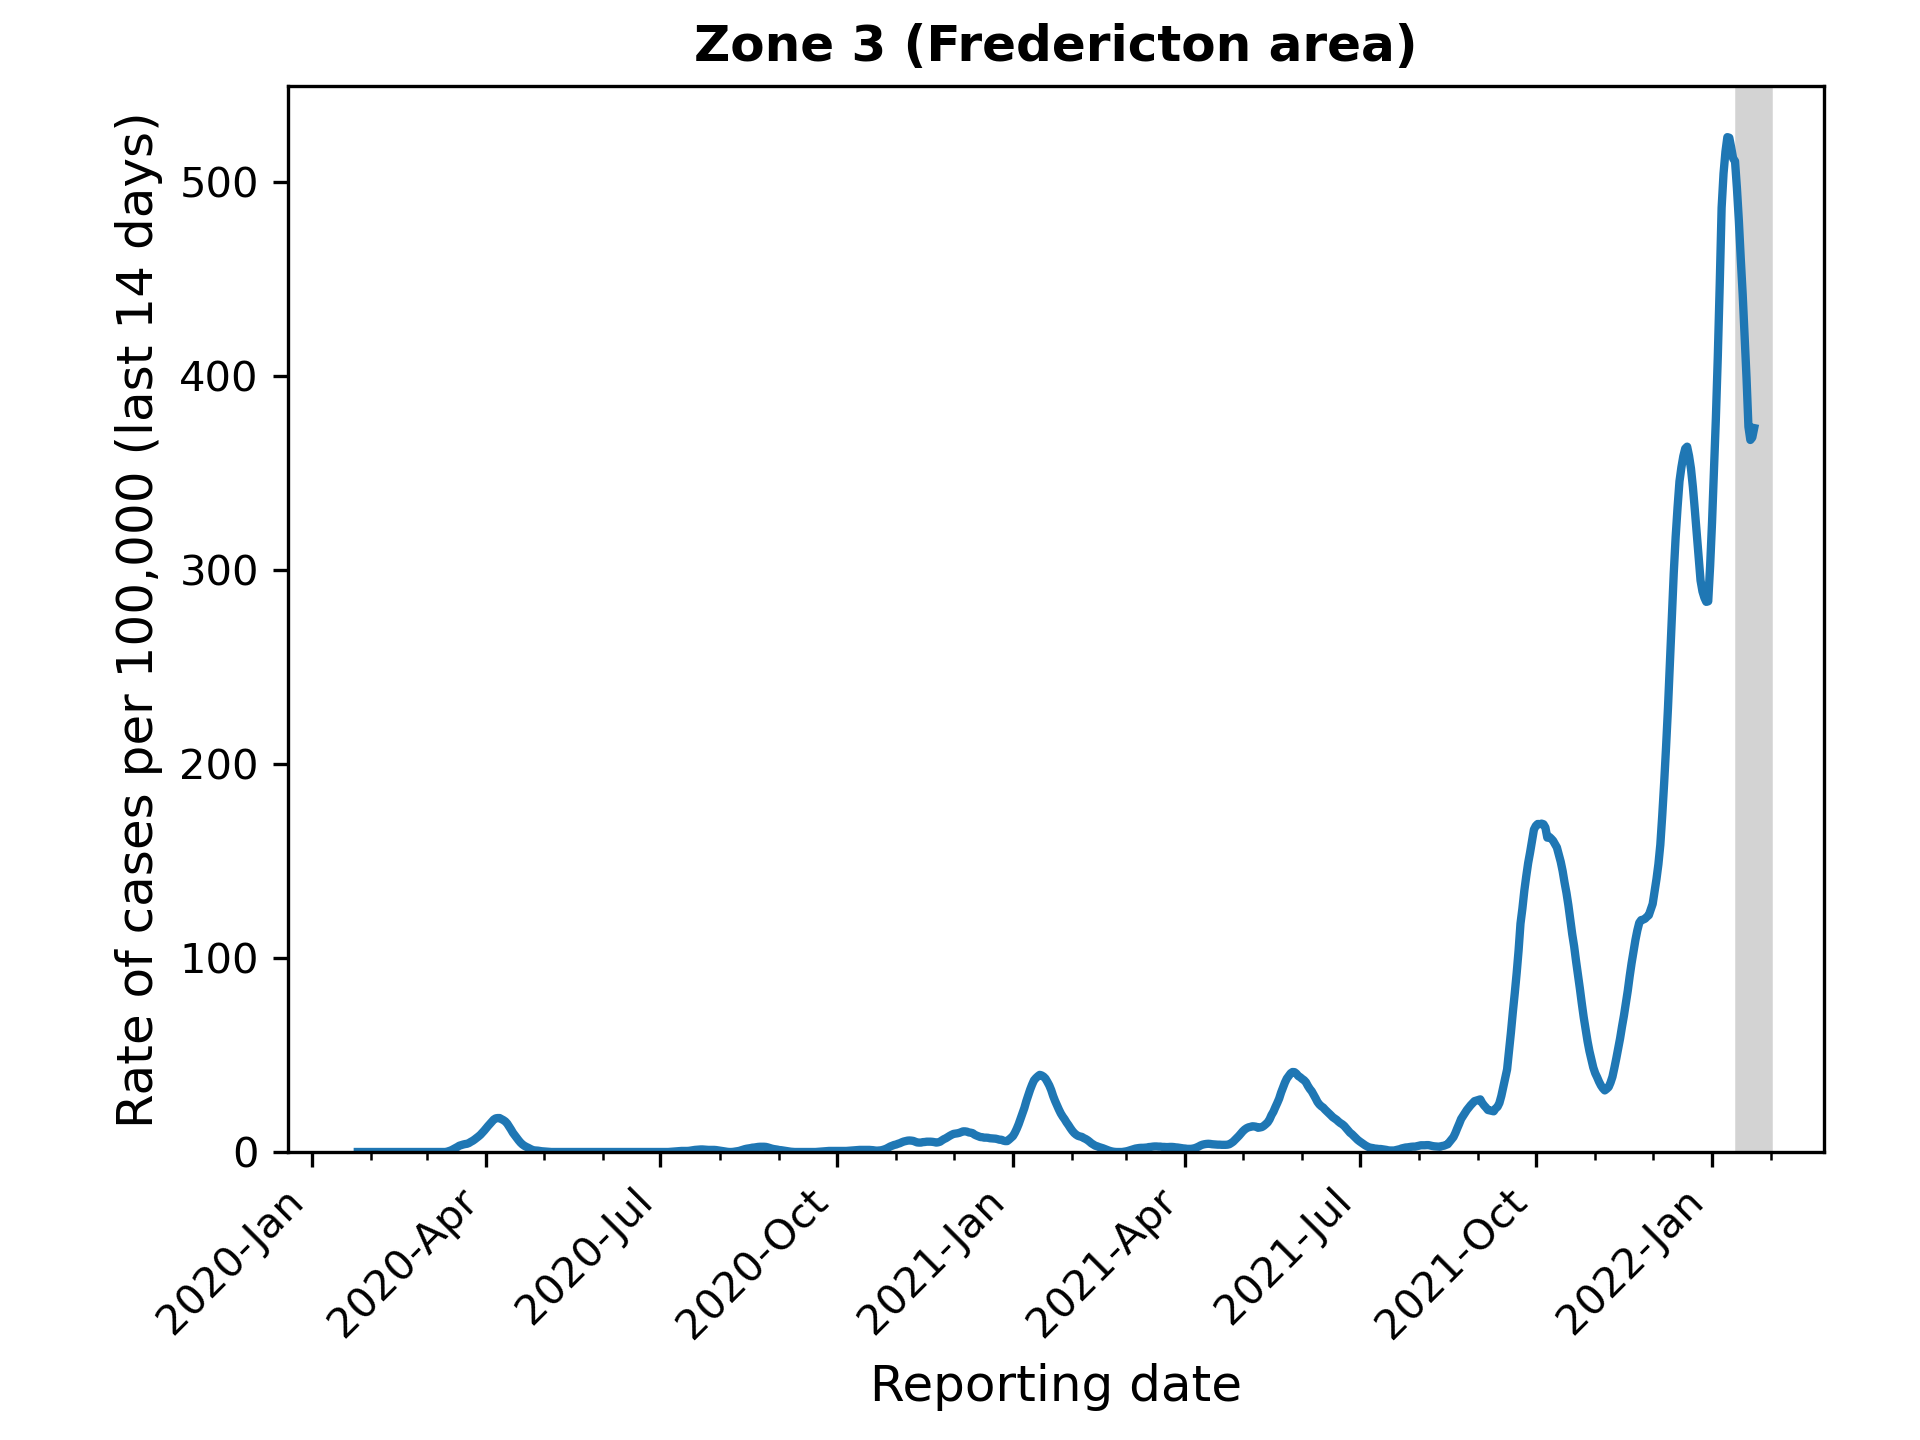 Zone 3 (Fredericton area)
Rate of cases per 100,000 (last 14 days)
500
400
300
200
100
0
2020-Jan
2020-Apr
2020-Jul
2020-Oct
2021-Jan
2021-Apr
2021-Jul
2021-Oct
2022-Jan
Reporting date